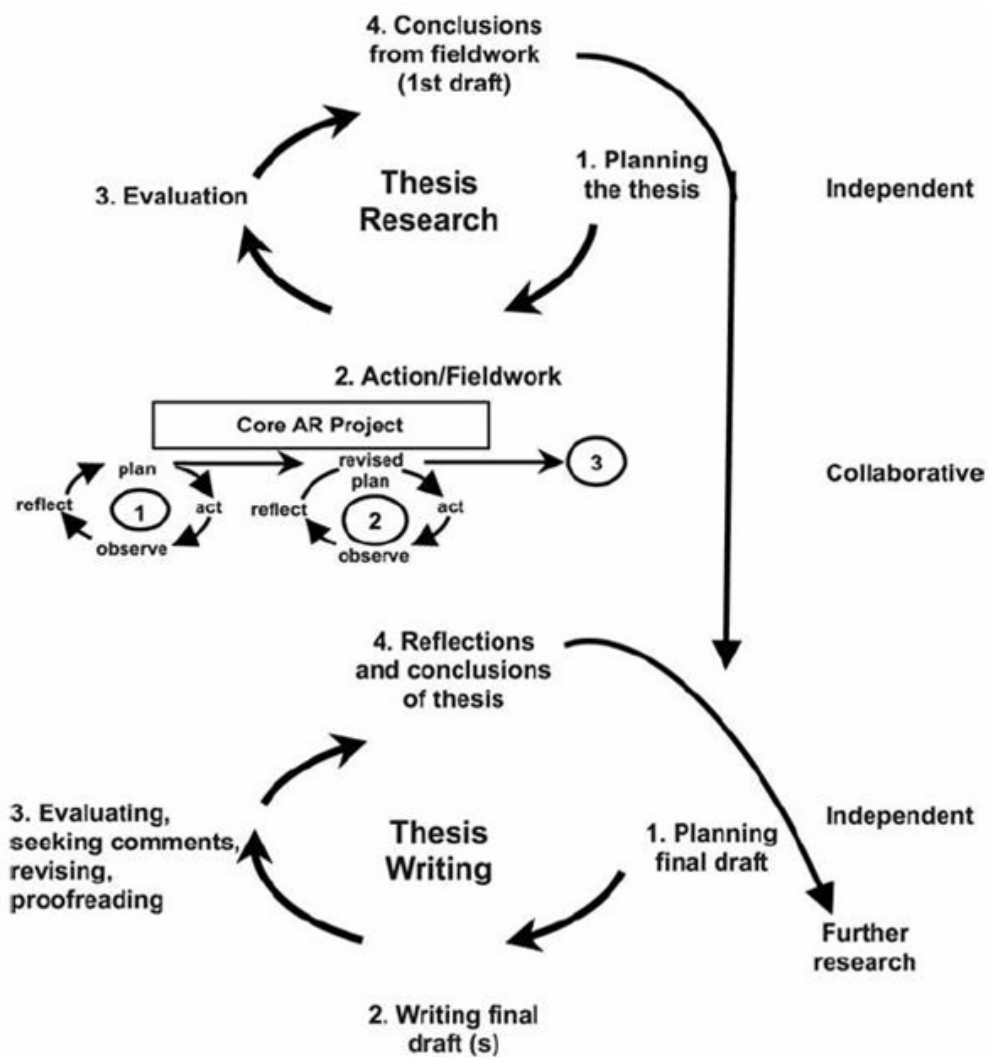 4. Conclusions
from fieldwork
(1st draft)
1. Planning
the thesis
Independent
3. Evaluation
Thesis
Research
2. Action/Fieldwork
Core AR Project
plan
reflect
1
act
observe
revised
plan
reflect
2
act
observe
3
Collaborative
4. Reflections
and conclusions
of thesis
3. Evaluating,
seeking comments,
revising,
proofreading
Thesis
Writing
1. Planning
final draft
Independent
Further
research
2. Writing final
draft (s)